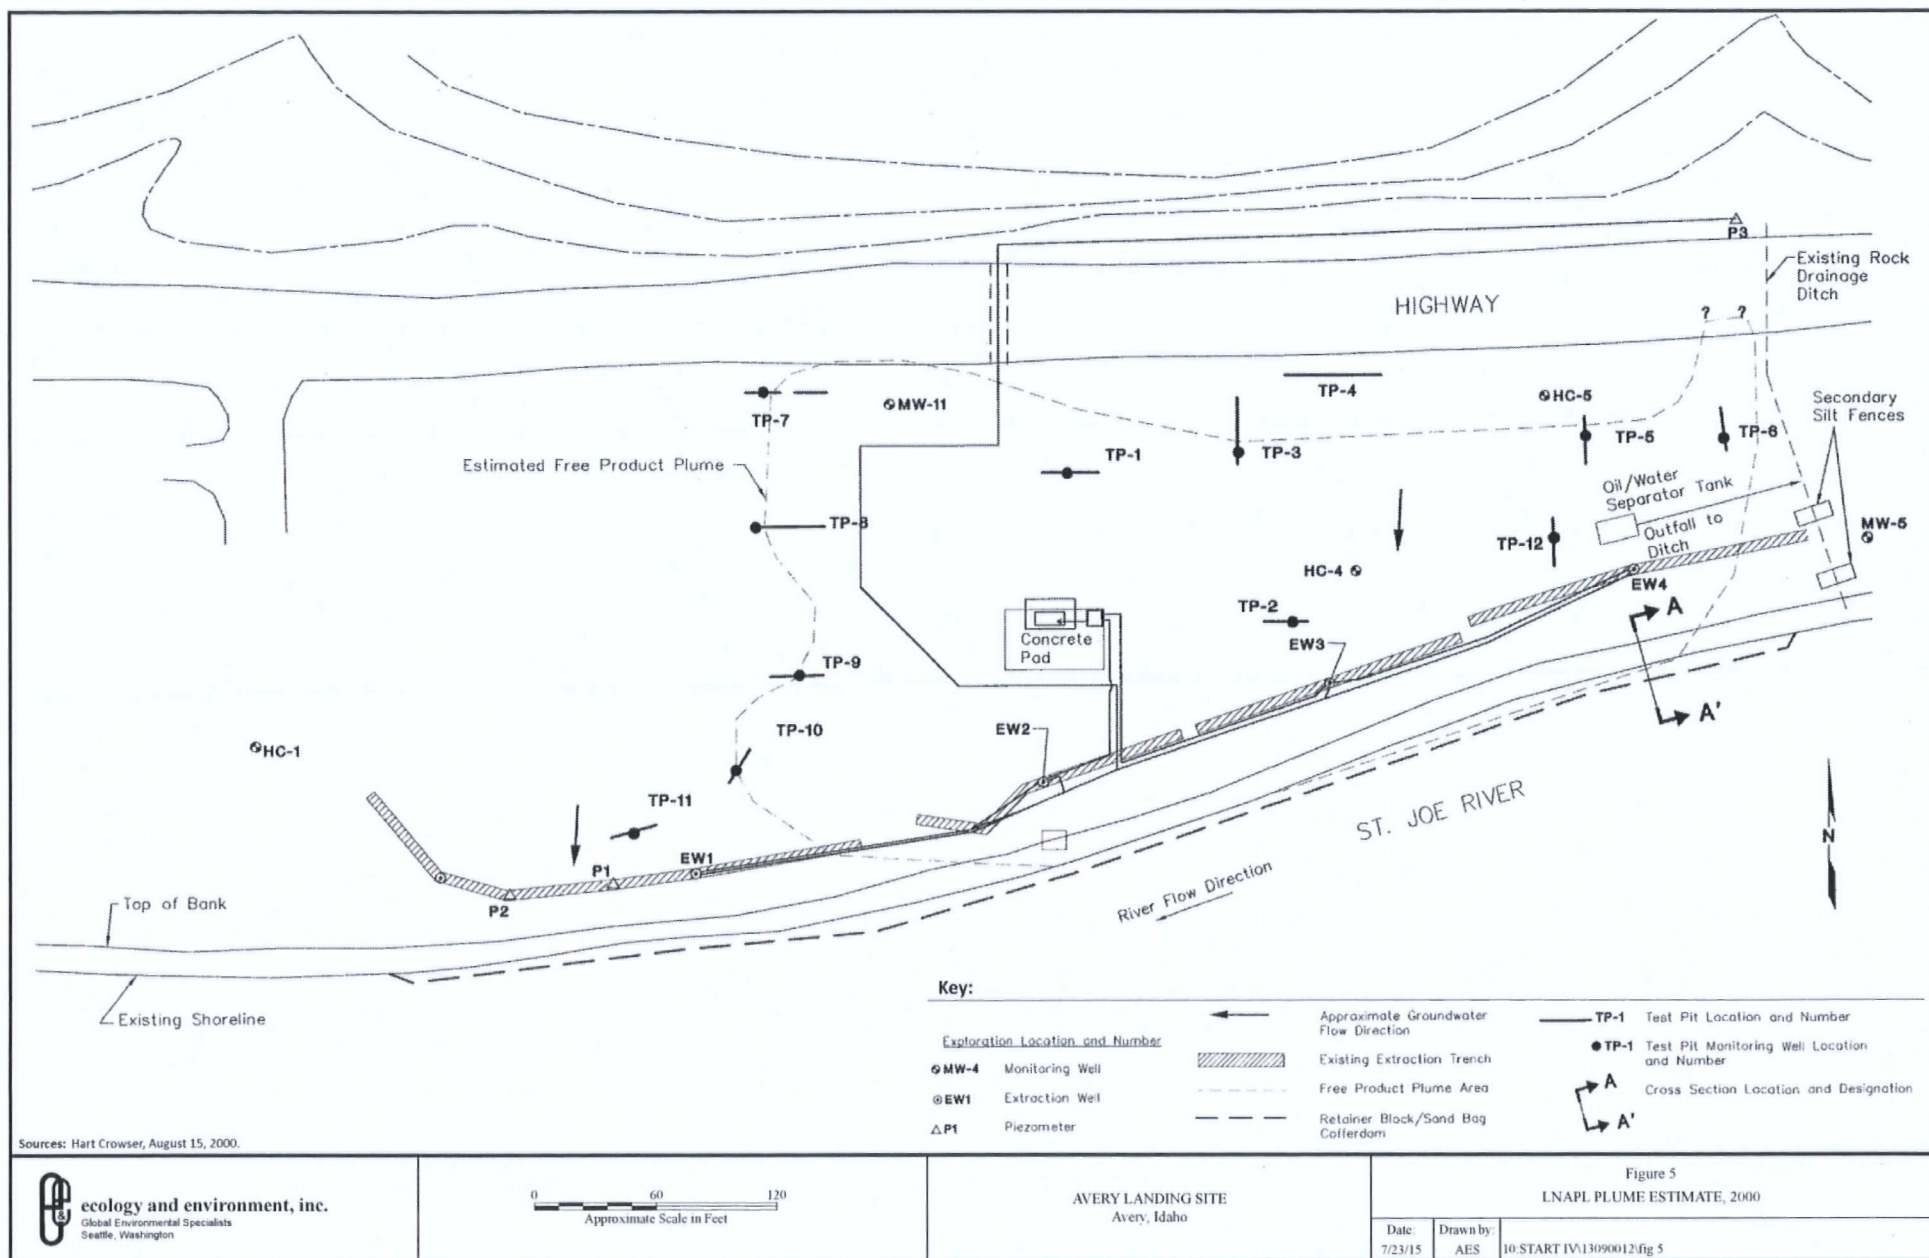 P3
Existing Rock
Drainage
Ditch
HIGHWAY
?
?
TP-4
MW-11
HC-5
TP-7
Secondary
Silt Fences
TP-5
TP-6
TP-1
TP-3
Estimated Free Product Plume
Oil/Water
Separator Tank
TP-8
MW-5
Outfall to
Ditch
TP-12
HC-4
EW4
TP-2
A
Concrete
Pad
EW3
TP-9
A'
TP-10
EW2
HC-1
TP-11
ST. JOE RIVER
N
EW1
P1
P2
River Flow Direction
Top of Bank
Existing Shoreline
Key:
Exploration Location and Number
MW-4 Monitoring Well
EW1 Extraction Well
P1 Piezometer
Approximate Groundwater
Flow Direction
Existing Extraction Trench
Free Product Plume Area
Retainer Block/Sand Bag
Cofferdam
TP-1 Test Pit Location and Number
TP-1 Test Pit Monitoring Well Location
and Number
A
Cross Section Location and Designation
A'
Sources: Hart Crowser, August 15, 2000.
ecology and environment, inc.
Global Environmental Specialists
Seattle, Washington
0 60 120
Approximate Scale in Feet
AVERY LANDING SITE
Avery, Idaho
Figure 5
LNAPL PLUME ESTIMATE, 2000
Date:
7/23/15
Drawn by:
AES
10:START IV\13090012\fig 5